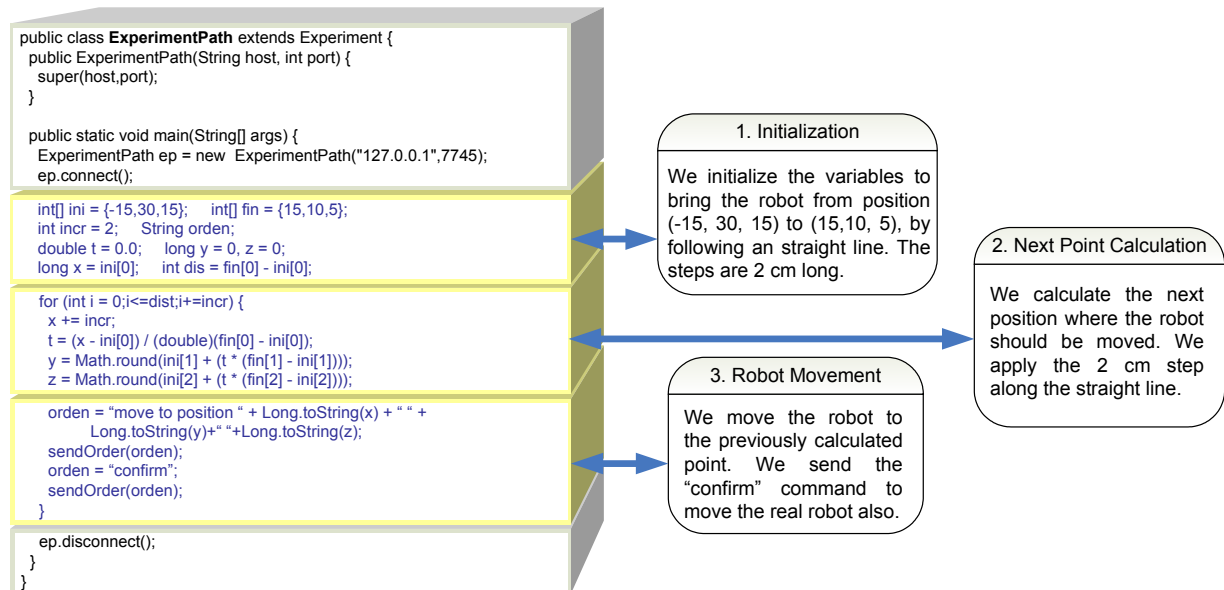 public class ExperimentPath extends Experiment {
public ExperimentPath(String host, int port) {
super(host,port);
}
public static void main(String[] args) {
ExperimentPath ep = new  ExperimentPath("127.0.0.1",7745);
ep.connect();
int[] ini = {-15,30,15};     int[] fin = {15,10,5};
int incr = 2;     String orden;
double t = 0.0;     long y = 0, z = 0;
long x = ini[0];     int dis = fin[0] - ini[0];
for (int i = 0;i<=dist;i+=incr) {
x += incr;
t = (x - ini[0]) / (double)(fin[0] - ini[0]);
y = Math.round(ini[1] + (t * (fin[1] - ini[1])));
z = Math.round(ini[2] + (t * (fin[2] - ini[2])));
orden = “move to position “ + Long.toString(x) + “ “ +
Long.toString(y)+“ “+Long.toString(z);
sendOrder(orden);
orden = “confirm”;
sendOrder(orden);
}
ep.disconnect();
}
}
1. Initialization
We initialize the variables to
bring the robot from position
(-15, 30, 15) to (15,10, 5), by
following an straight line. The
steps are 2 cm long.
2. Next Point Calculation
We calculate the next
position where the robot
should be moved. We
apply the 2 cm step
along the straight line.
3. Robot Movement
We move the robot to
the previously calculated
point. We send the
“confirm” command to
move the real robot also.